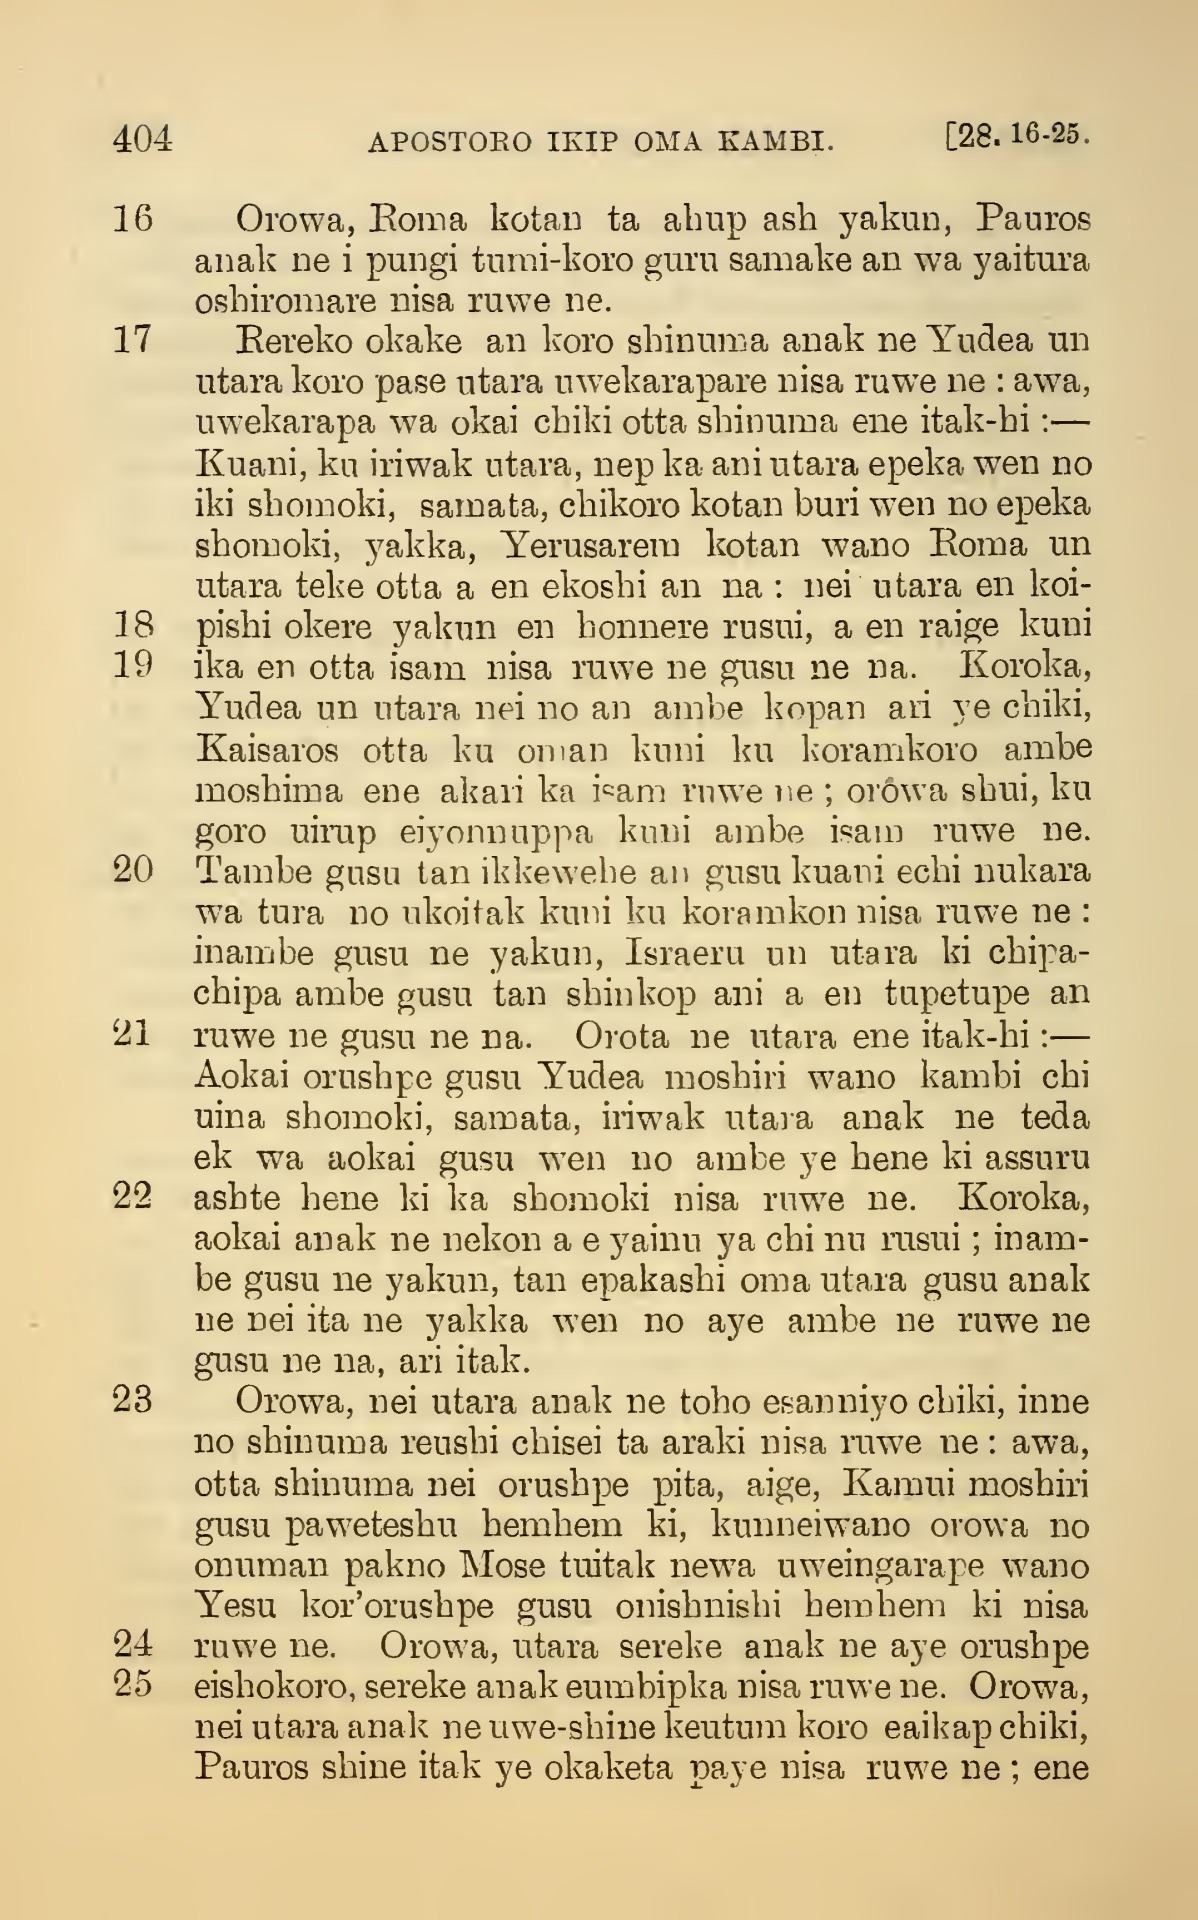 404 APOSTORO IKIP OMA KAMBI. [28. 16-25.
16 Orowa, Roma kotan ta ahup ash yakun, Pauros
anak ne i pungi tumi-koro guru samake an wa yaitura
oshiromare nisa ruwe ne.
17 Rereko okake an koro shinuma anak ne Yudea un
utara koro pase utara uwekarapare nisa ruwe ne : awa,
uwekarapa wa okai chiki otta shinuma ene itak-hi :—
Kuani, ku iriwak utara, nep ka ani utara epeka wen no
iki shomoki, samata, chikoro kotan buri wen no epeka
shomoki, yakka, Yerusarem kotan wano Roma un
utara teke otta a en ekoshi an na : nei utara en koi-
18 pishi okere yakun en honnere rusui, a en raige kuni
19 ika en otta isam nisa ruwe ne gusu ne na. Koroka,
Yudea un utara nei no an ambe kopan ari ye chiki,
Kaisaros otta ku oman kuni ku koramkoro ambe
moshima ene akari ka isam ruwe ne ; orowa shui, ku
goro uirup eiyonnuppa kuni ambe isam ruwe ne.
20 Tambe gusu tan ikkewehe an gusu kuani echi nukara
wa tura no ukoitak kuni ku koramkon nisa ruwe ne :
inambe gusu ne yakun, Israeru un utara ki chipa-
chipa ambe gusu tan shinkop ani a en tupetupe an
21 ruwe ne gusu ne na. Orota ne utara ene itak-hi :—
Aokai orushpe gusu Yudea moshiri wano kambi chi
uina shomoki, samata, iriwak utara anak ne teda
ek wa aokai gusu wen no ambe ye hene ki assuru
22 ashte hene ki ka shomoki nisa ruwe ne. Koroka,
aokai anak ne nekon a e yainu ya chi nu rusui ; inam-
be gusu ne yakun, tan epakashi oma utara gusu anak
ne nei ita ne yakka wen no aye ambe ne ruwe ne
gusu ne na, ari itak.
23 Orowa, nei utara anak ne toho esanniyo chiki, inne
no shinuma reushi chisei ta araki nisa ruwe ne : awa,
otta shinuma nei orushpe pita, aige, Kamui moshiri
gusu paweteshu hemhem ki, kunneiwano orowa no
onuman pakno Mose tuitak newa uweingarape wano
Yesu kor'orushpe gusu onishnishi hemhem ki nisa
24 ruwe ne. Orowa, utara sereke anak ne aye orushpe
25 eishokoro, sereke anak eumbipka nisa ruwe ne. Orowa,
nei utara anak ne uwe-shine keutum koro eaikap chiki,
Pauros shine itak ye okaketa paye nisa ruwe ne ; ene